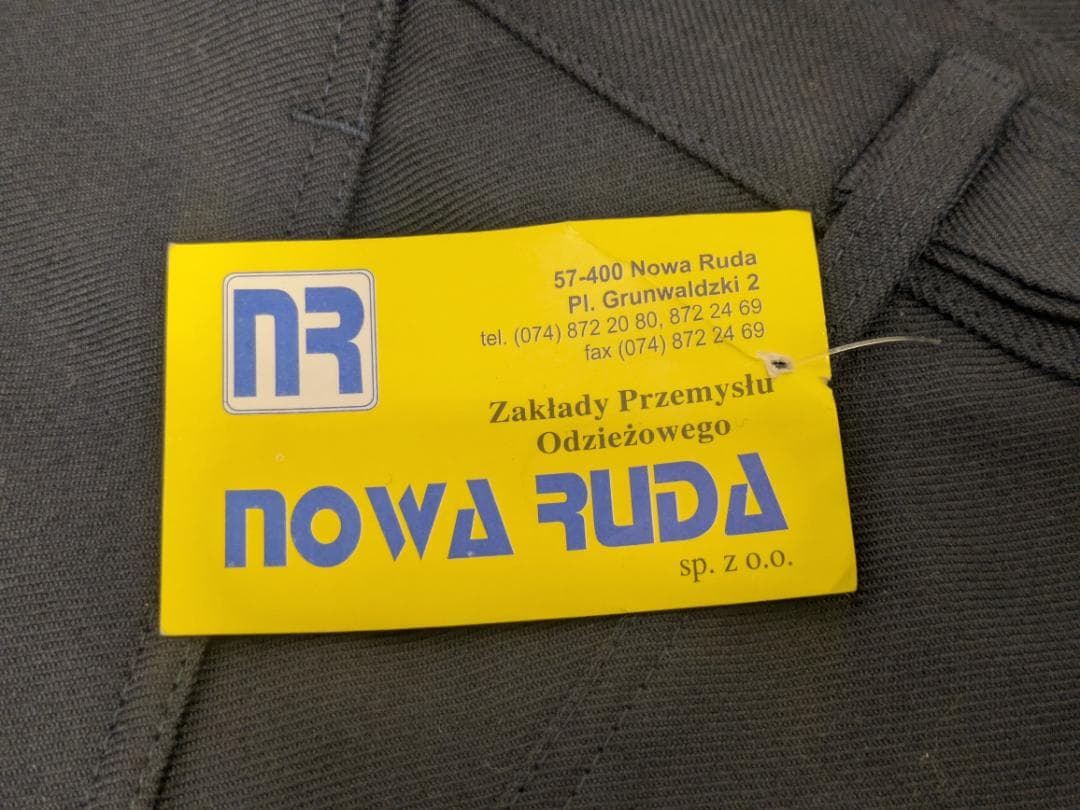 NR
57-400 Nowa Ruda
Pl. Grunwaldzki 2
tel. (074) 872 20 80, 872 24 69
fax (074) 872 24 69
Zakłady Przemysłu
Odzieżowego
NOWA RUDA
sp. z o.o.